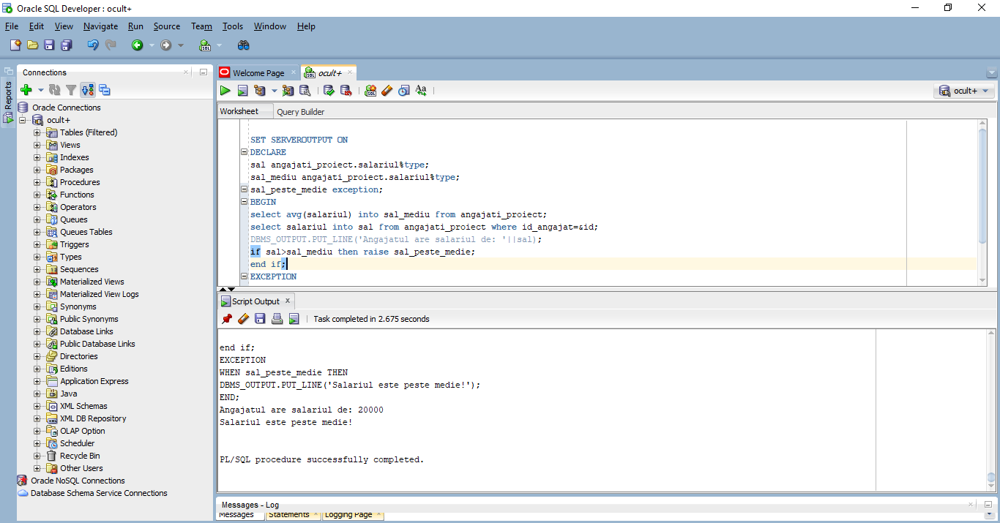 Oracle SQL Developer : ocult+
File Edit View Navigate Run Source Team Tools Window Help
Reports
Connections
Oracle Connections
ocult+
Tables (Filtered)
Views
Indexes
Packages
Procedures
Functions
Operators
Queues
Queues Tables
Triggers
Types
Sequences
Materialized Views
Materialized View Logs
Synonyms
Public Synonyms
Database Links
Public Database Links
Directories
Editions
Application Express
Java
XML Schemas
XML DB Repository
OLAP Option
Scheduler
Recycle Bin
Other Users
Oracle NoSQL Connections
Database Schema Service Connections
Welcome Page ocult+
ocult+
Worksheet Query Builder
SET SERVEROUTPUT ON
DECLARE
sal angajati_proiect.salariul%type;
sal_mediu angajati_proiect.salariul%type;
sal_peste_medie exception;
BEGIN
select avg(salariul) into sal_mediu from angajati_proiect;
select salariul into sal from angajati_proiect where id_angajat=&id;
DBMS_OUTPUT.PUT_LINE('Angajatul are salariul de: '||sal);
if sal>sal_mediu then raise sal_peste_medie;
end if;
EXCEPTION
Script Output
Task completed in 2.675 seconds
end if;
EXCEPTION
WHEN sal_peste_medie THEN
DBMS_OUTPUT.PUT_LINE('Salariul este peste medie!');
END;
Angajatul are salariul de: 20000
Salariul este peste medie!
PL/SQL procedure successfully completed.
Messages - Log
Messages Statements Logging Page